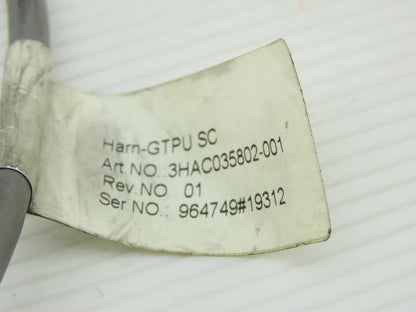 Harn-GTPU SC
Art NO.:3HAC035802-001
Rev.NO 01
Ser.NO.: 964749#19312